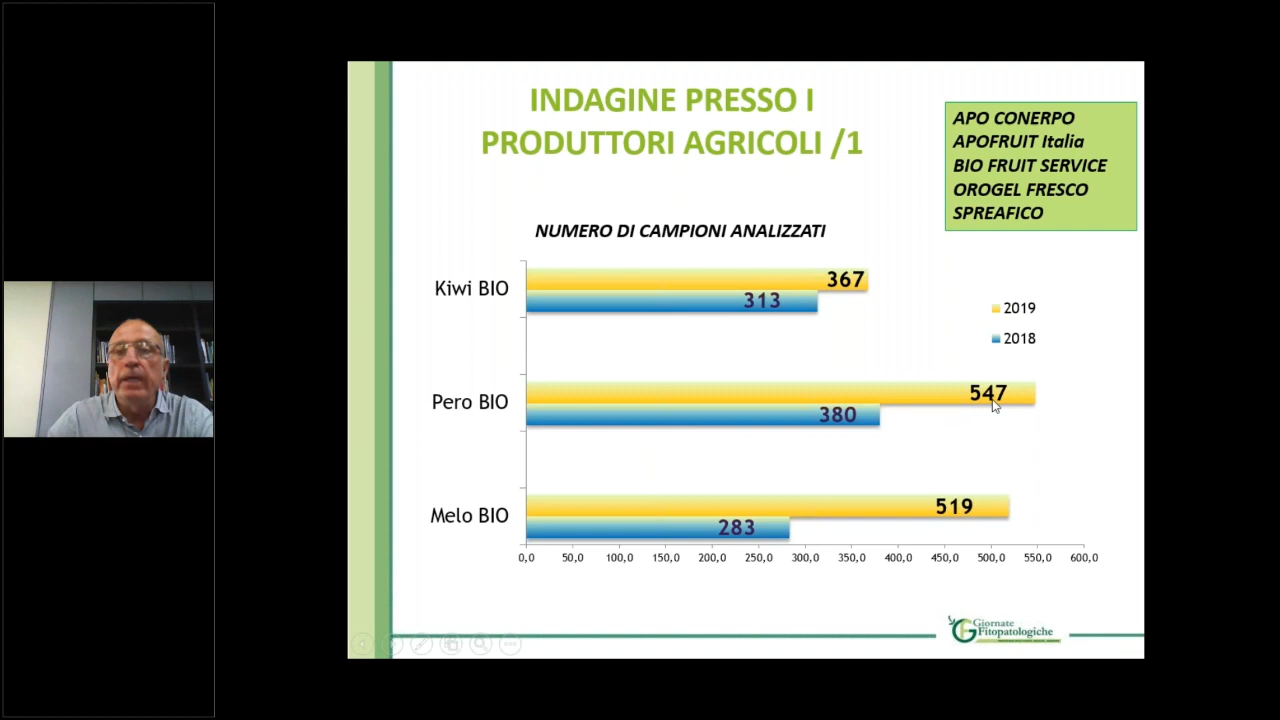 INDAGINE PRESSO I
PRODUTTORI AGRICOLI /1
APO CONERPO
APOFRUIT Italia
BIO FRUIT SERVICE
OROGEL FRESCO
SPREAFICO
NUMERO DI CAMPIONI ANALIZZATI
Kiwi BIO
367
313
2019
2018
Pero BIO
547
380
Melo BIO
519
283
0,0 50,0 100,0 150,0 200,0 250,0 300,0 350,0 400,0 450,0 500,0 550,0 600,0
Giornate
Fitopatologiche